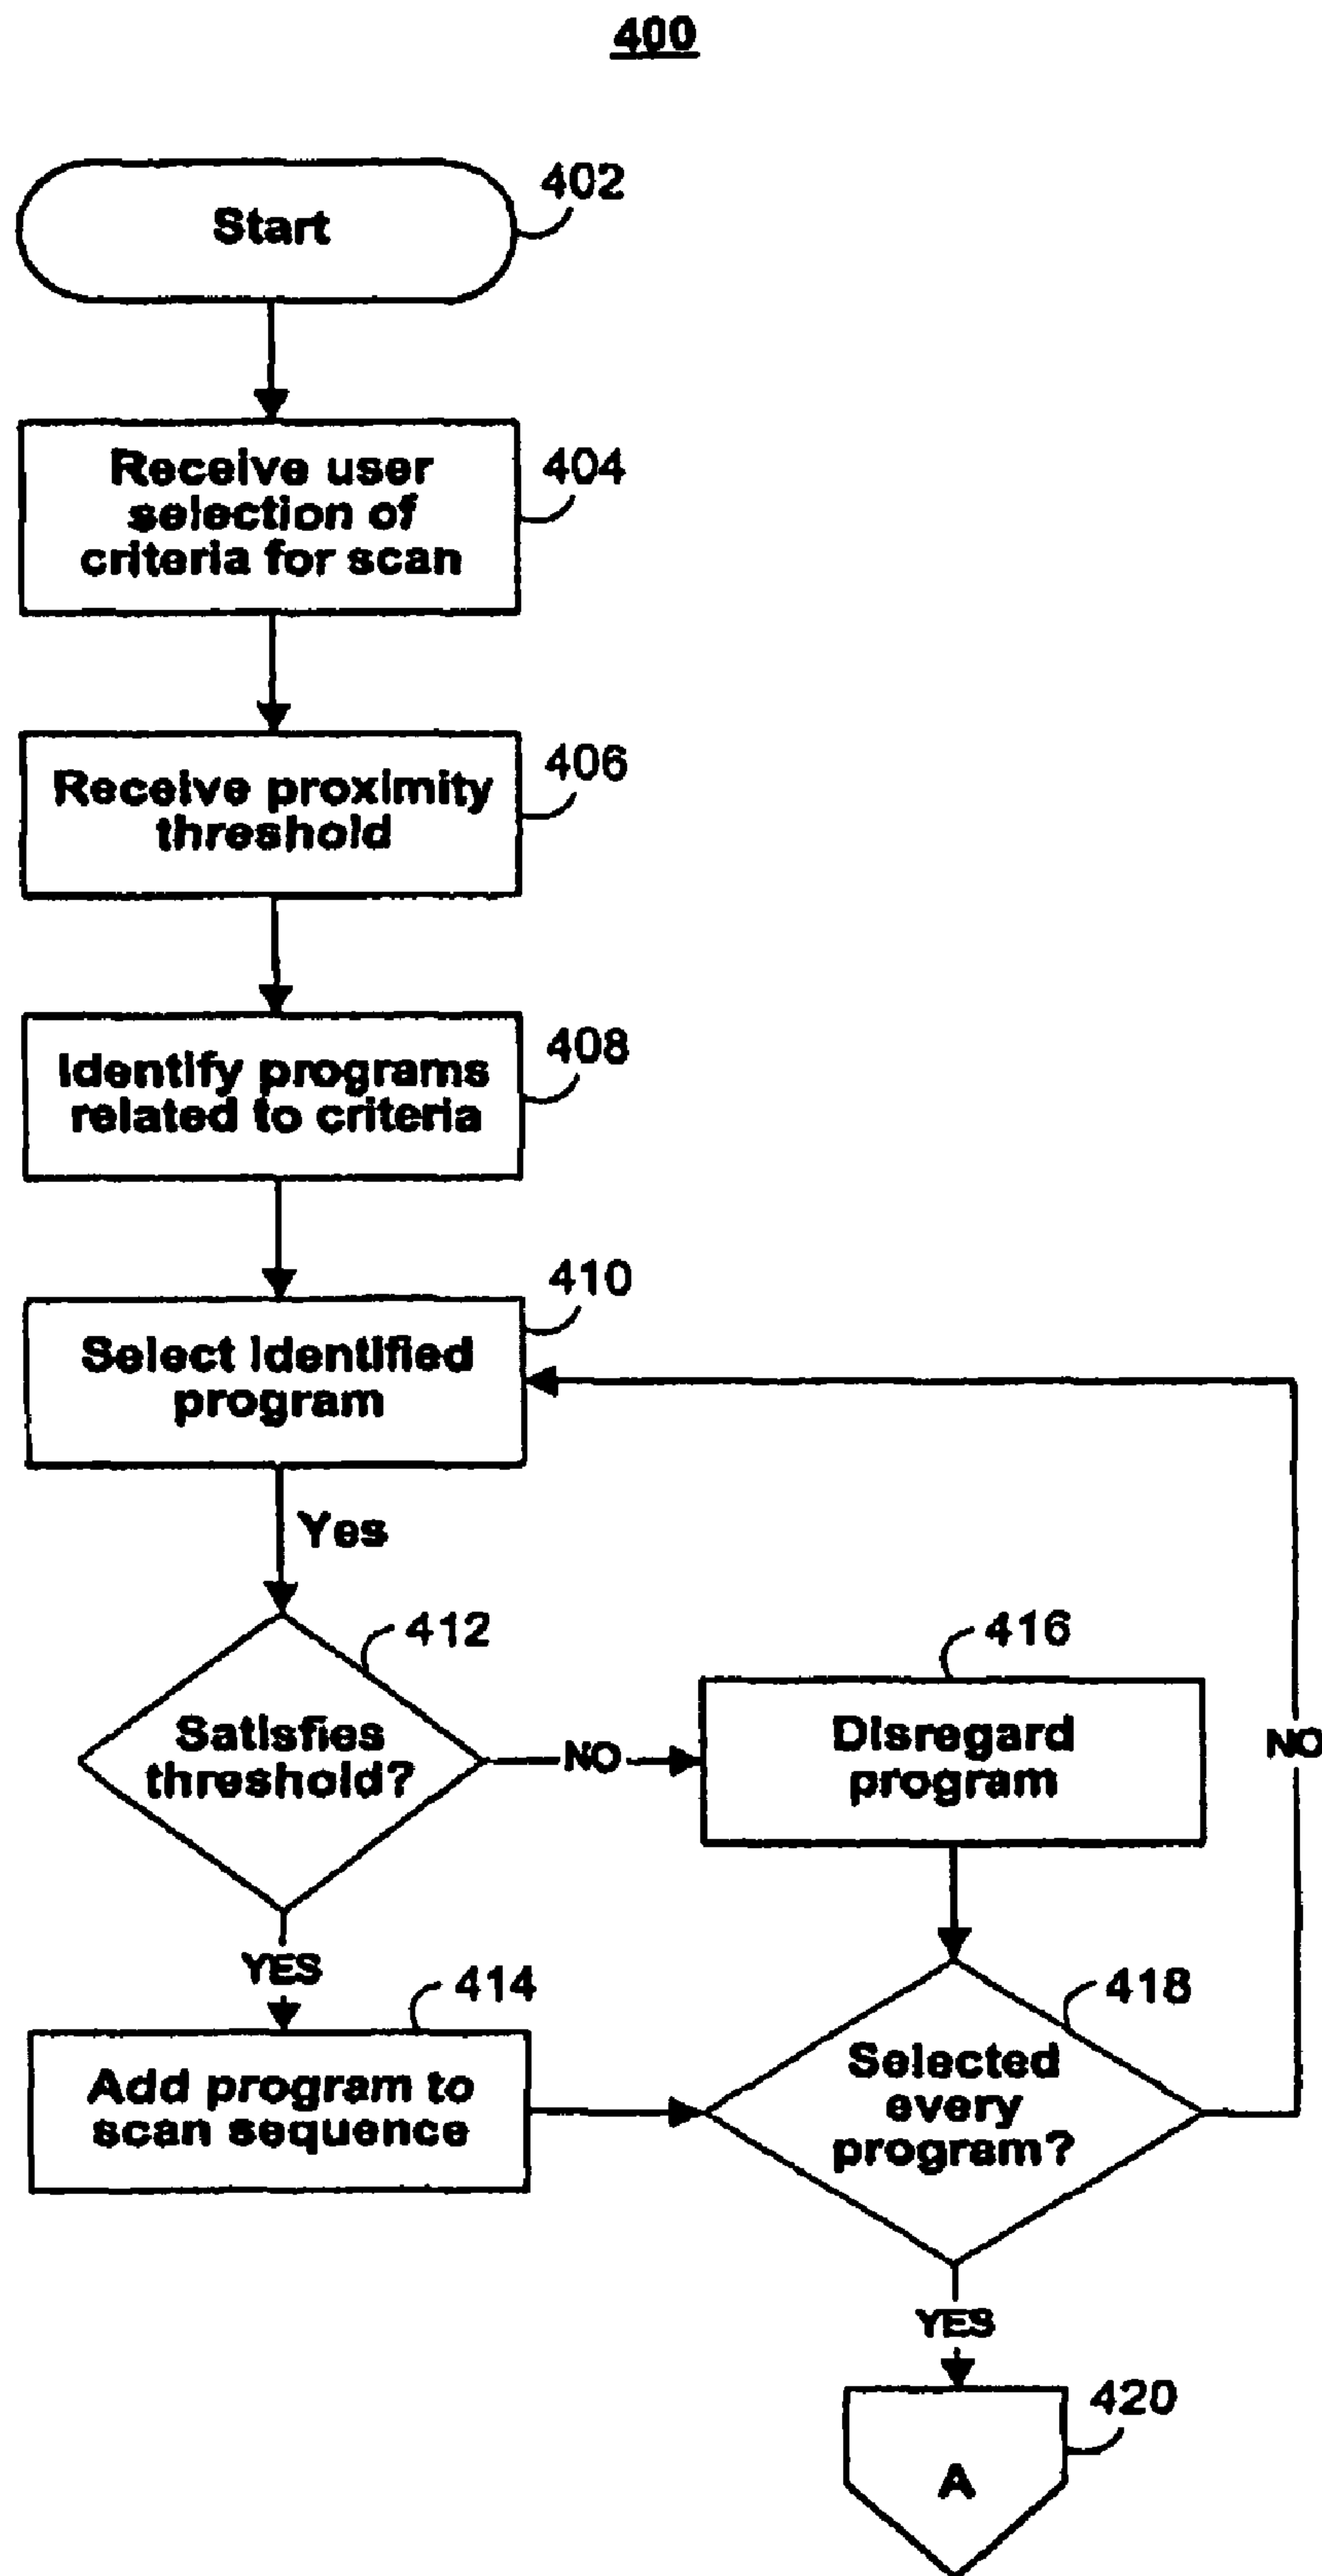 400
Start
402
Receive user
selection of
criteria for scan
404
Receive proximity
threshold
406
Identify programs
related to criteria
408
Select identified
program
410
Yes
Satisfies
threshold?
412
NO
Disregard
program
416
NO
YES
Add program to
scan sequence
414
Selected
every
program?
418
YES
A
420